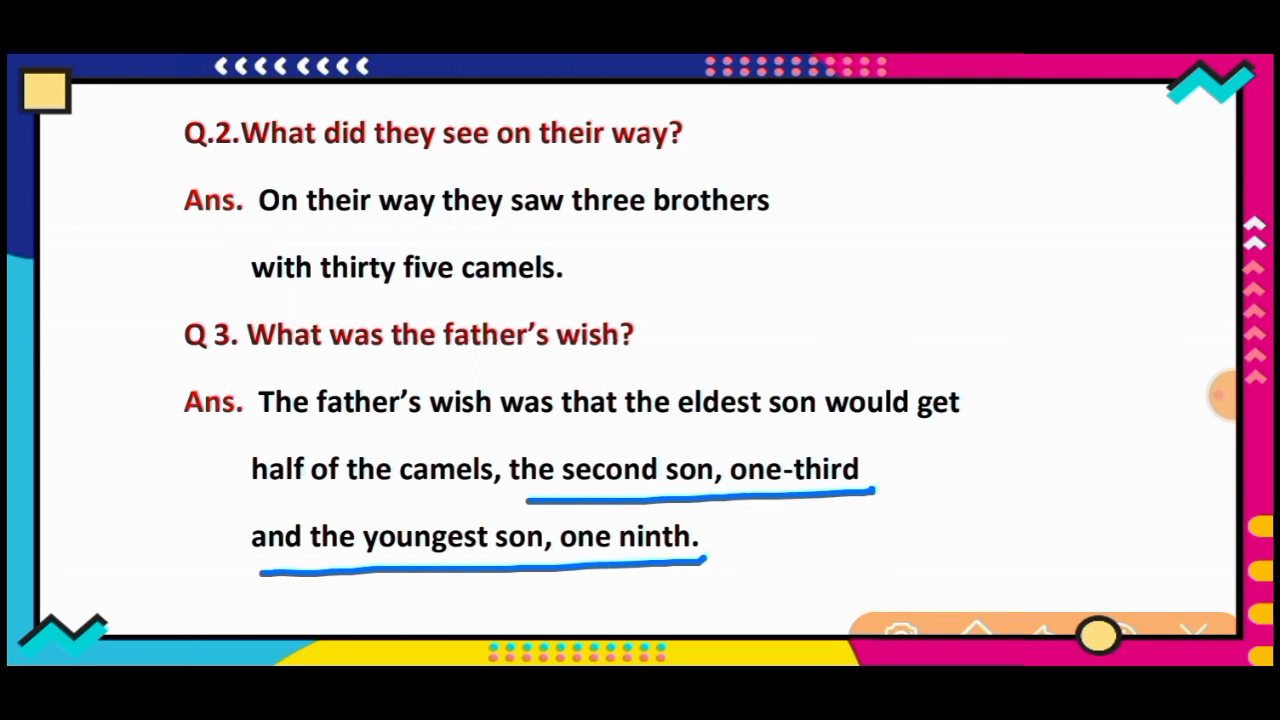 Q.2.What did they see on their way?
Ans. On their way they saw three brothers
with thirty five camels.
Q 3. What was the father’s wish?
Ans. The father’s wish was that the eldest son would get
half of the camels, the second son, one-third
and the youngest son, one ninth.